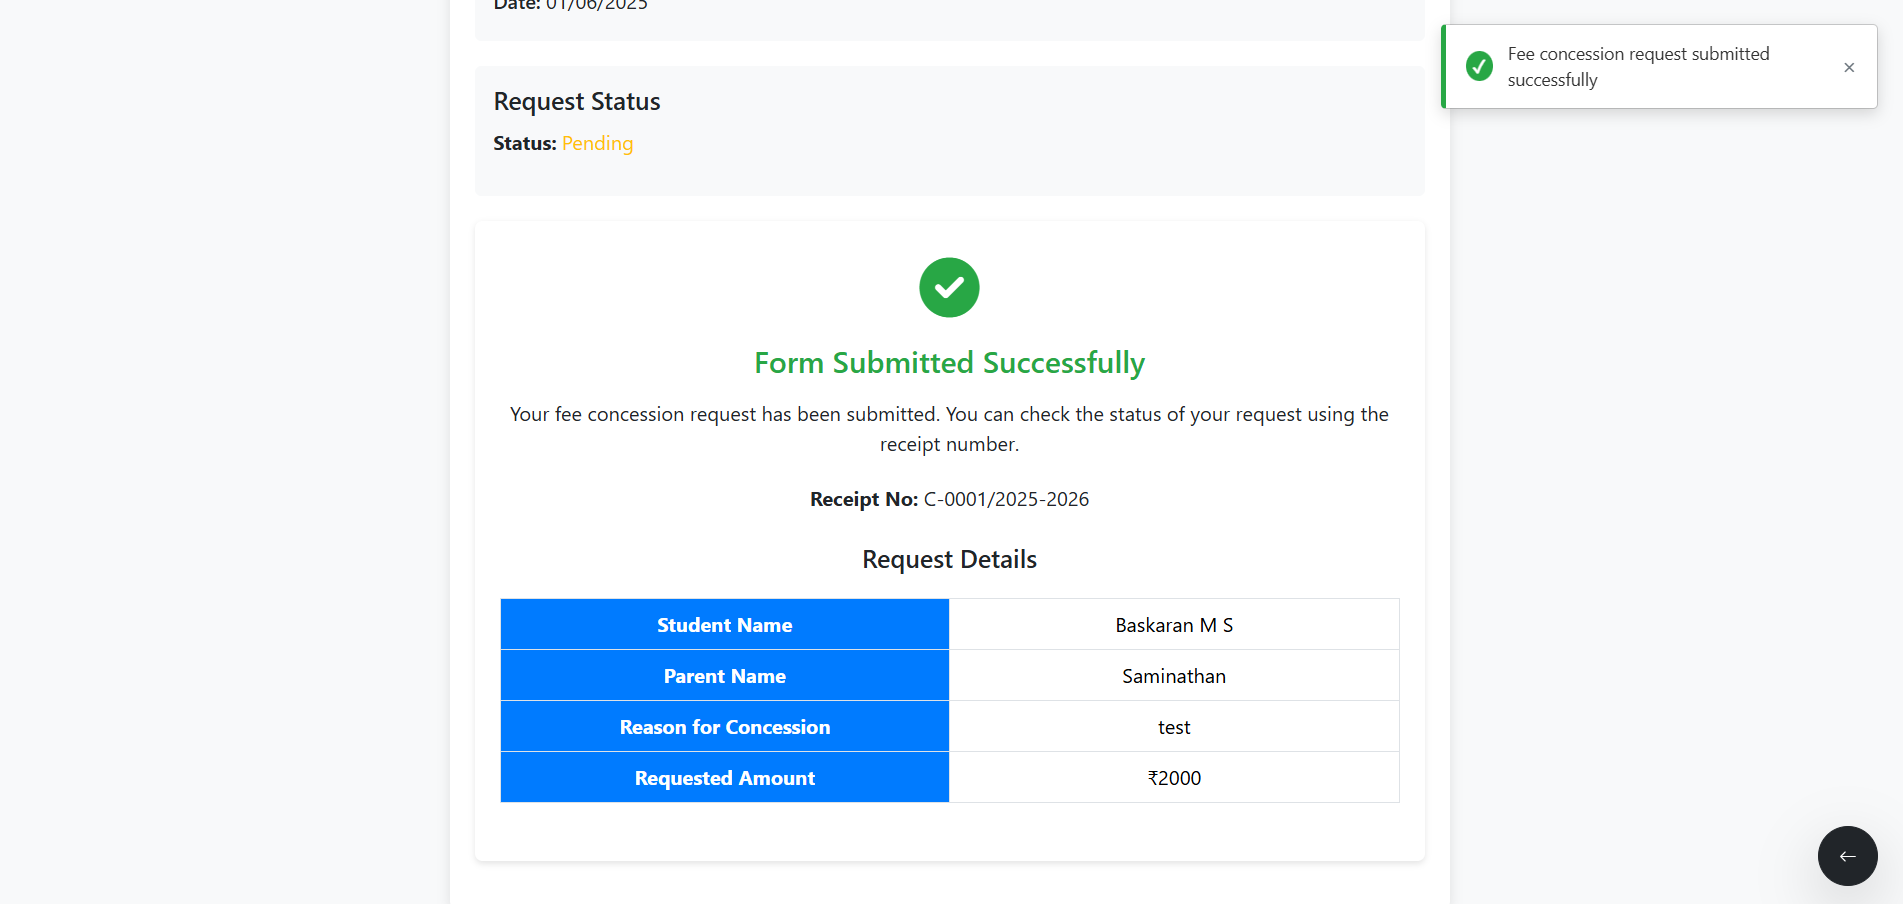 Date: 01/06/2025
Fee concession request submitted
successfully
Request Status
Status: Pending
Form Submitted Successfully
Your fee concession request has been submitted. You can check the status of your request using the
receipt number.
Receipt No: C-0001/2025-2026
Request Details
Student Name Baskaran M S
Parent Name Saminathan
Reason for Concession test
Requested Amount ₹2000